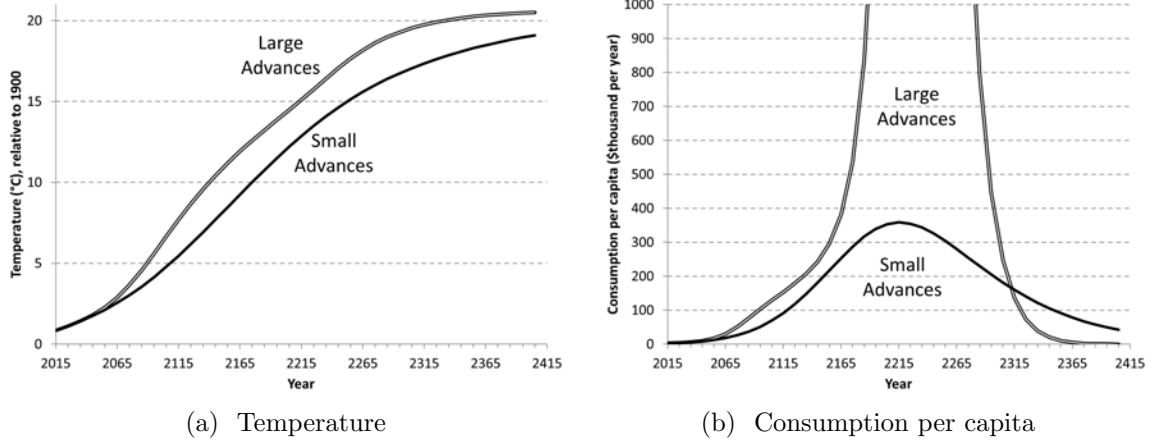 20
15
10
5
0
Temperature (°C), relative to 1900
Large
Advances
Small
Advances
2015 2065 2115 2165 2215 2265 2315 2365 2415
Year
(a) Temperature
1000
900
800
700
600
500
400
300
200
100
0
Consumption per capita ($thousand per year)
Large
Advances
Small
Advances
2015 2065 2115 2165 2215 2265 2315 2365 2415
Year
(b) Consumption per capita